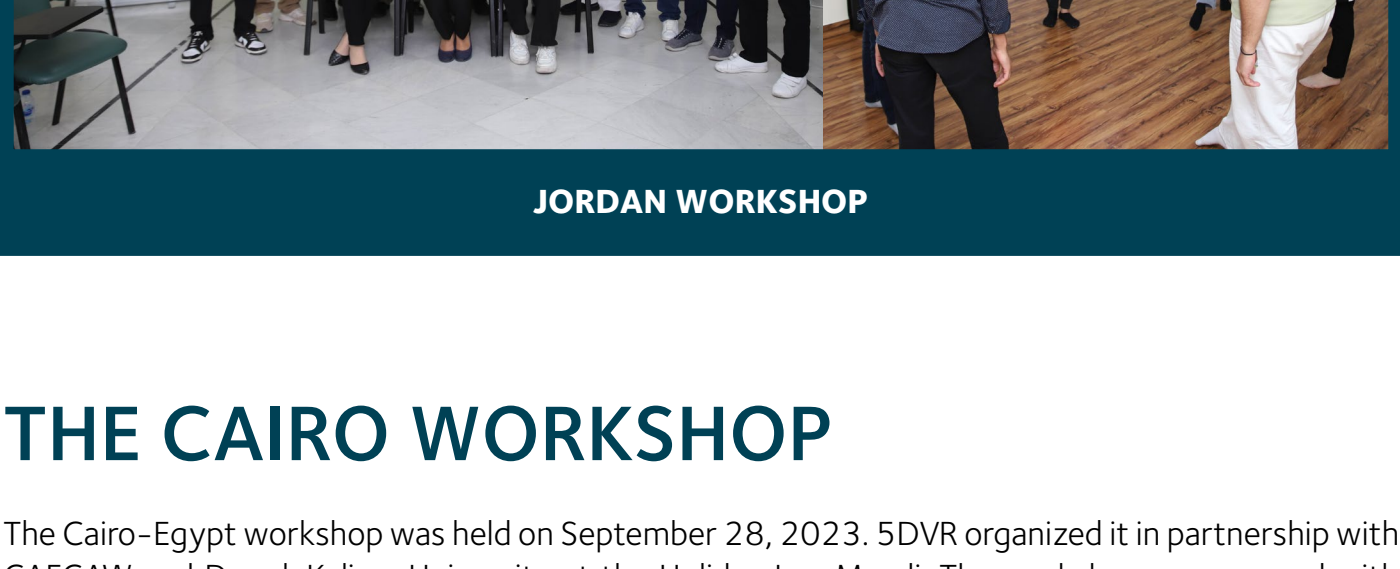 JORDAN WORKSHOP
THE CAIRO WORKSHOP
The Cairo-Egypt workshop was held on September 28, 2023. 5DVR organized it in partnership with